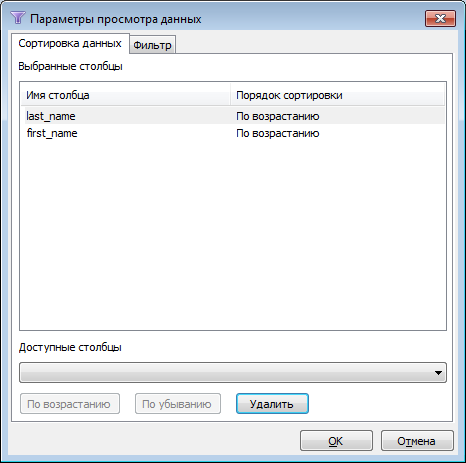 Параметры просмотра данных
Сортировка данных Фильтр
Выбранные столбцы
Имя столбца Порядок сортировки
last_name По возрастанию
first_name По возрастанию
Доступные столбцы
По возрастанию По убыванию Удалить
OK Отмена